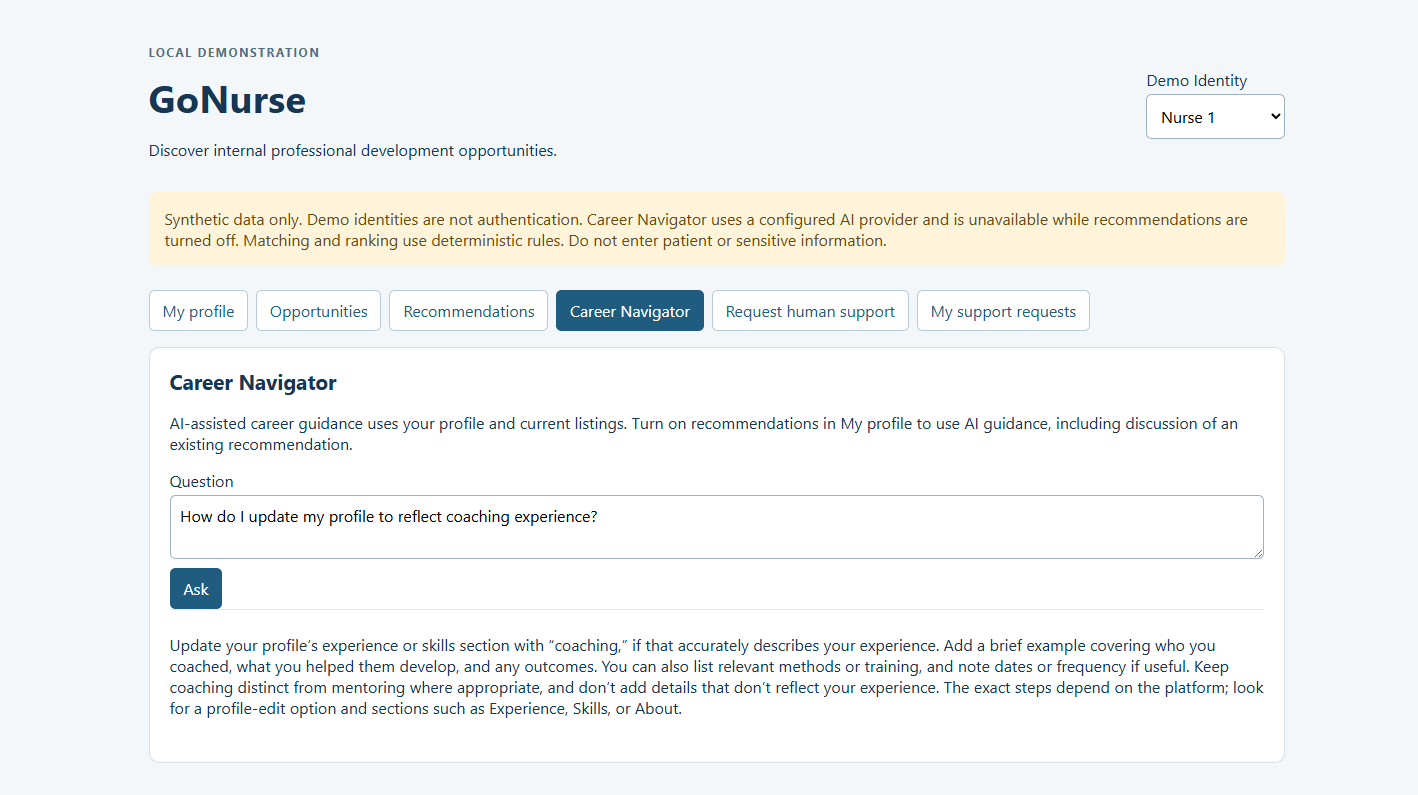 LOCAL DEMONSTRATION
GoNurse
Discover internal professional development opportunities.
Demo Identity
Nurse 1
Synthetic data only. Demo identities are not authentication. Career Navigator uses a configured AI provider and is unavailable while recommendations are
turned off. Matching and ranking use deterministic rules. Do not enter patient or sensitive information.
My profile
Opportunities
Recommendations
Career Navigator
Request human support
My support requests
Career Navigator
AI-assisted career guidance uses your profile and current listings. Turn on recommendations in My profile to use AI guidance, including discussion of an
existing recommendation.
Question
How do I update my profile to reflect coaching experience?
Ask
Update your profile’s experience or skills section with “coaching,” if that accurately describes your experience. Add a brief example covering who you
coached, what you helped them develop, and any outcomes. You can also list relevant methods or training, and note dates or frequency if useful. Keep
coaching distinct from mentoring where appropriate, and don’t add details that don’t reflect your experience. The exact steps depend on the platform; look
for a profile-edit option and sections such as Experience, Skills, or About.